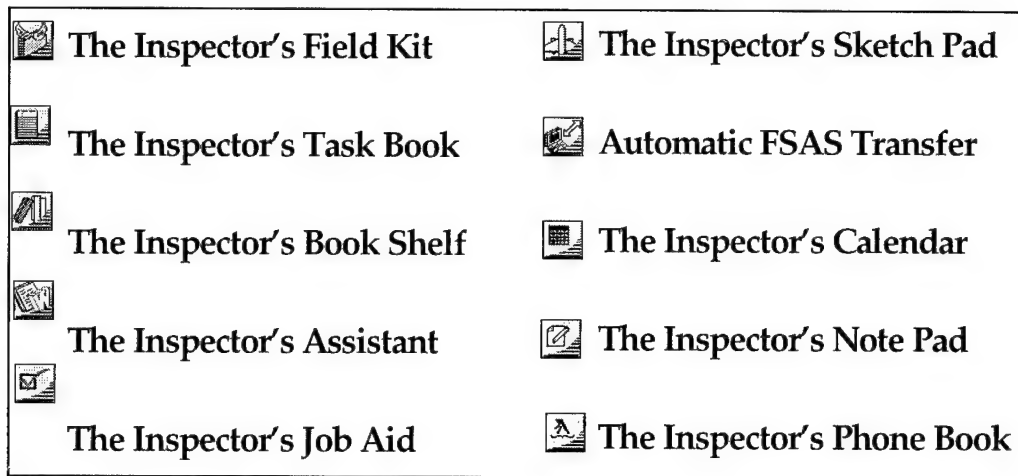 The Inspector's Field Kit
The Inspector's Task Book
The Inspector's Book Shelf
The Inspector's Assistant
The Inspector's Job Aid
The Inspector's Sketch Pad
Automatic FSAS Transfer
The Inspector's Calendar
The Inspector's Note Pad
The Inspector's Phone Book